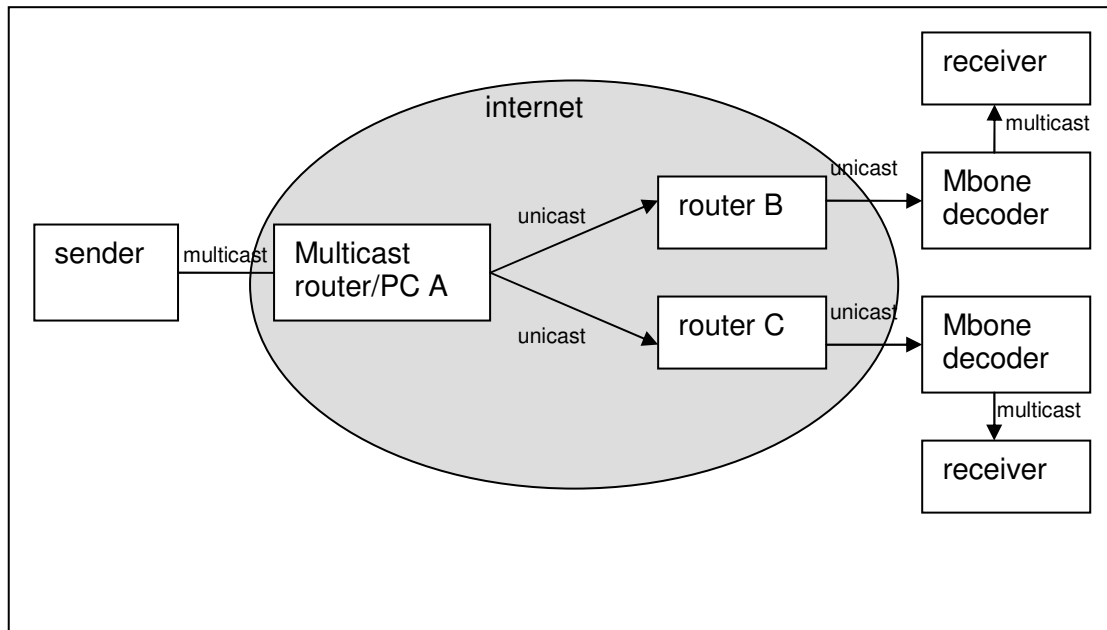 receiver
internet
multicast
unicast
Mbone
decoder
router B
unicast
sender
multicast
Multicast
router/PC A
unicast
router C
unicast
Mbone
decoder
multicast
receiver